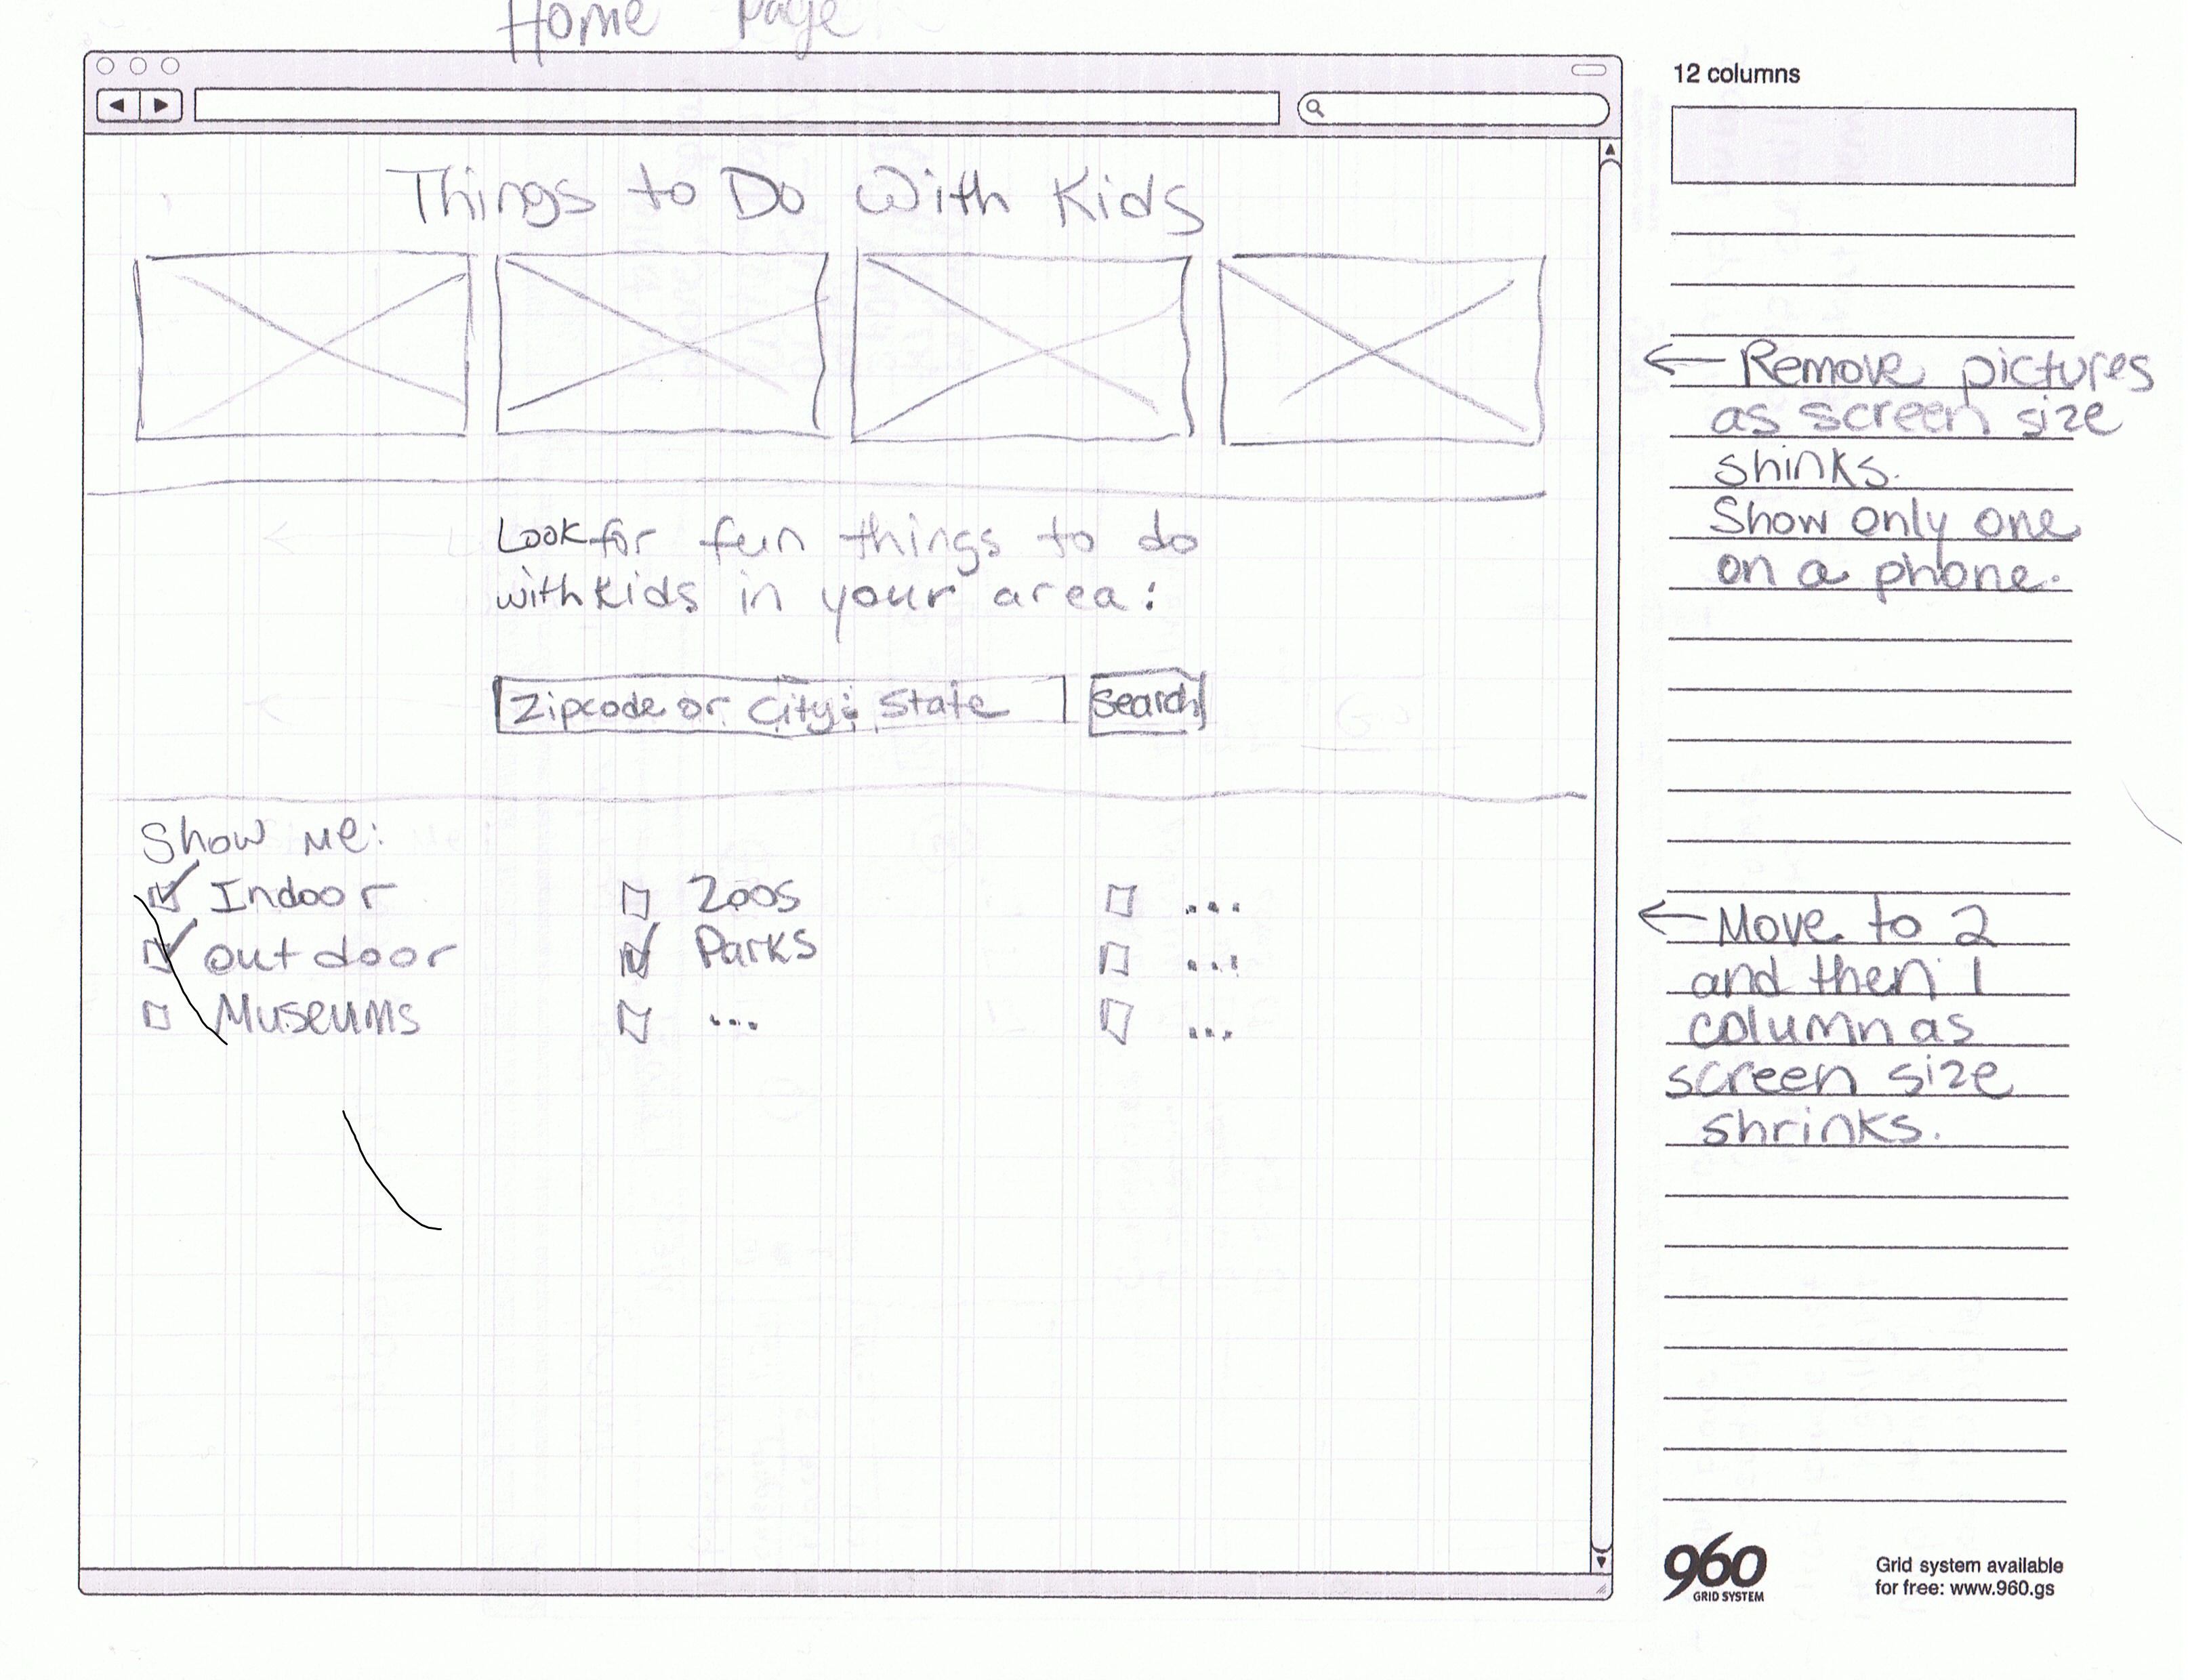 Home Page
12 columns
Things to Do With Kids
← Remove pictures
as screen size
shinks.
Show only one
on a phone.
Look for fun things to do
with kids in your area:
Zipcode or City & State
Search
Show Me:
Indoor
Zoos
...
← Move to 2
and then 1
column as
screen size
shrinks.
outdoor
Parks
...
Museums
...
...
960
GRID SYSTEM
Grid system available
for free: www.960.gs